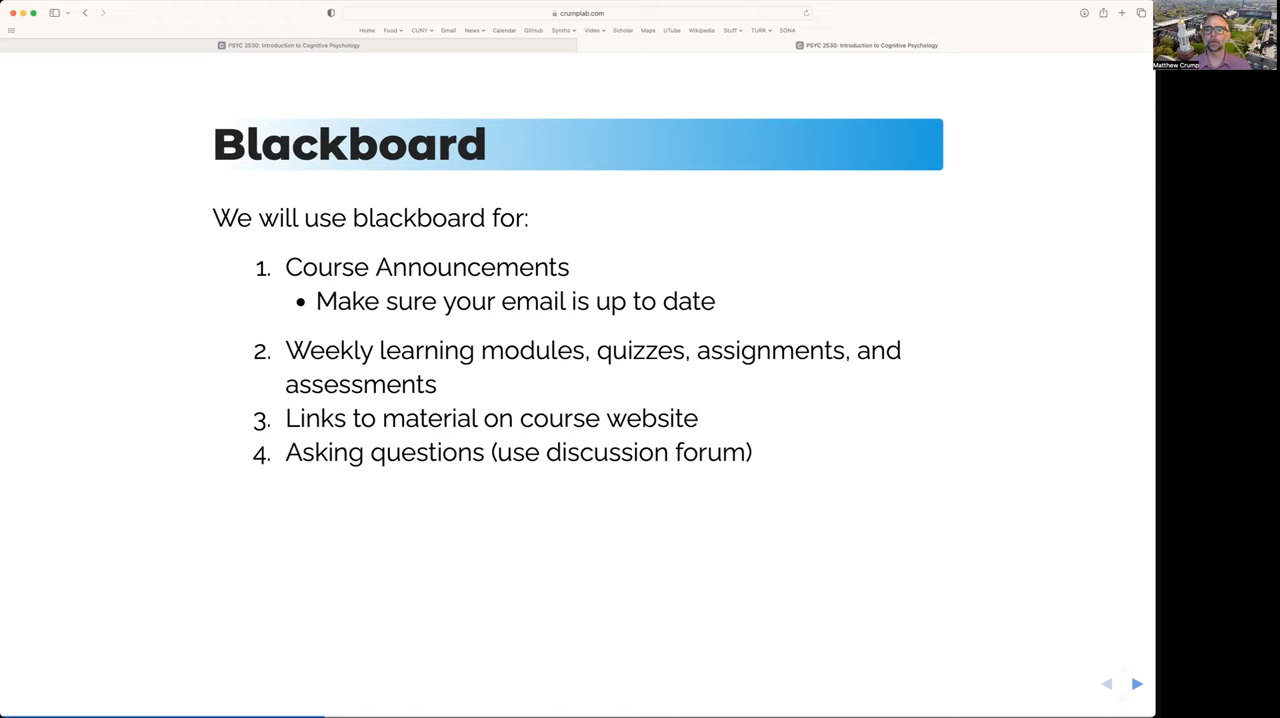 crumplab.com
Home Food CUNY Gmail News Calendar GitHub Synths Video Scholar Maps UTube Wikipedia Stuff TURK SONA
PSYC 2530: Introduction to Cognitive Psychology
PSYC 2530: Introduction to Cognitive Psychology
Matthew Crump
Blackboard
We will use blackboard for:
1. Course Announcements
• Make sure your email is up to date
2. Weekly learning modules, quizzes, assignments, and
assessments
3. Links to material on course website
4. Asking questions (use discussion forum)